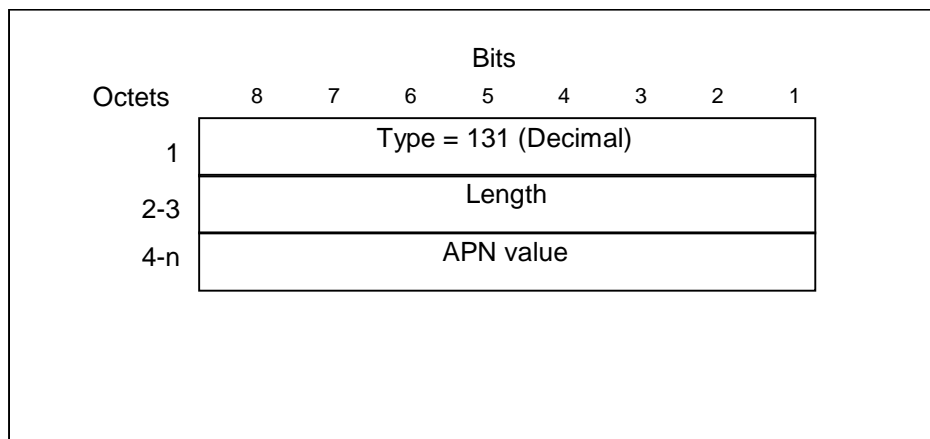 Bits
Octets 8 7 6 5 4 3 2 1
1 Type = 131 (Decimal)
2-3 Length
4-n APN value